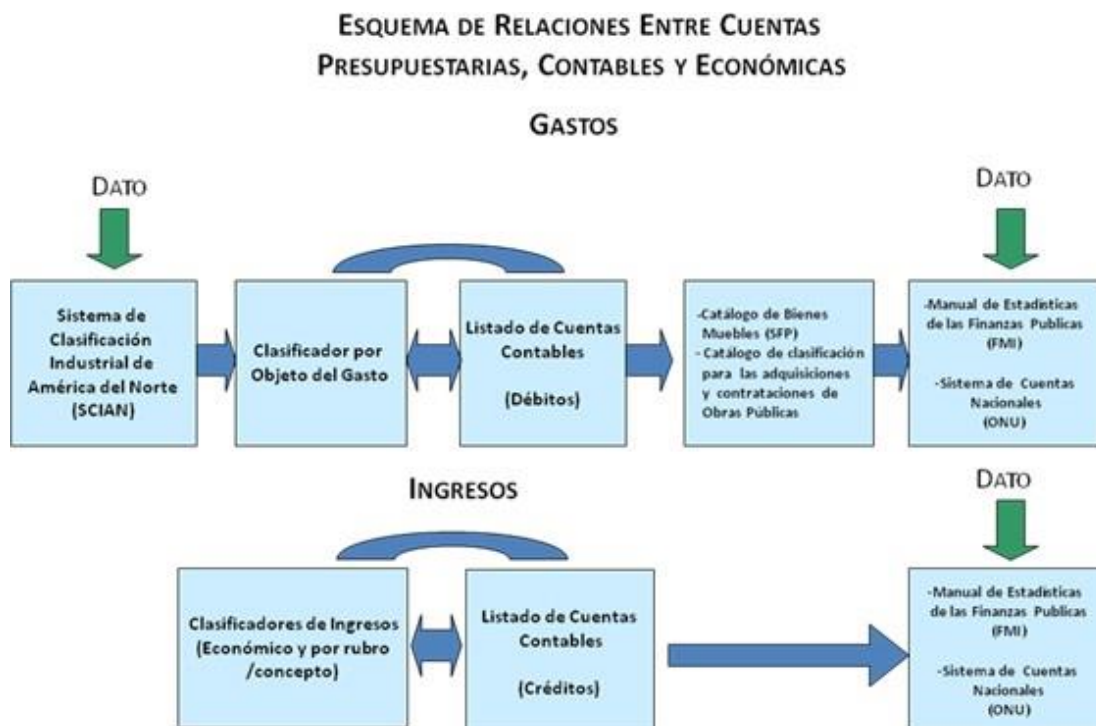 ESQUEMA DE RELACIONES ENTRE CUENTAS
PRESUPUESTARIAS, CONTABLES Y ECONÓMICAS
GASTOS
DATO
DATO
Sistema de
Clasificación
Industrial de
América del Norte
(SCIAN)
Clasificador por
Objeto del Gasto
Listado de Cuentas
Contables
(Débitos)
-Catálogo de Bienes
Muebles (SFP)
- Catálogo de clasificación
para las adquisiciones
y contrataciones de
Obras Públicas
-Manual de Estadísticas
de las Finanzas Publicas
(FMI)
-Sistema de Cuentas
Nacionales
(ONU)
INGRESOS
DATO
Clasificadores de Ingresos
(Económico y por rubro
/concepto)
Listado de Cuentas
Contables
(Créditos)
-Manual de Estadísticas
de las Finanzas Publicas
(FMI)
-Sistema de Cuentas
Nacionales
(ONU)